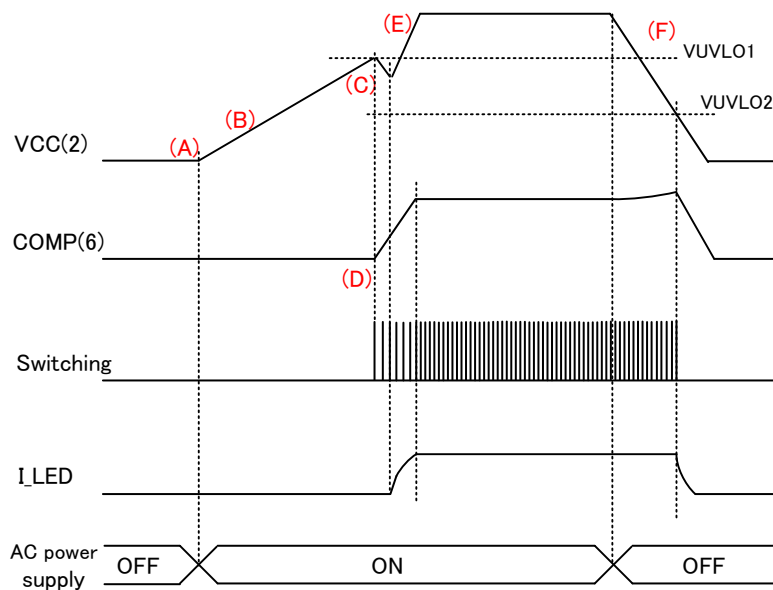 (E)
(F)
VUVLO1
(C)
(B)
VUVLO2
VCC(2)
(A)
COMP(6)
(D)
Switching
I_LED
AC power
supply
OFF
ON
OFF